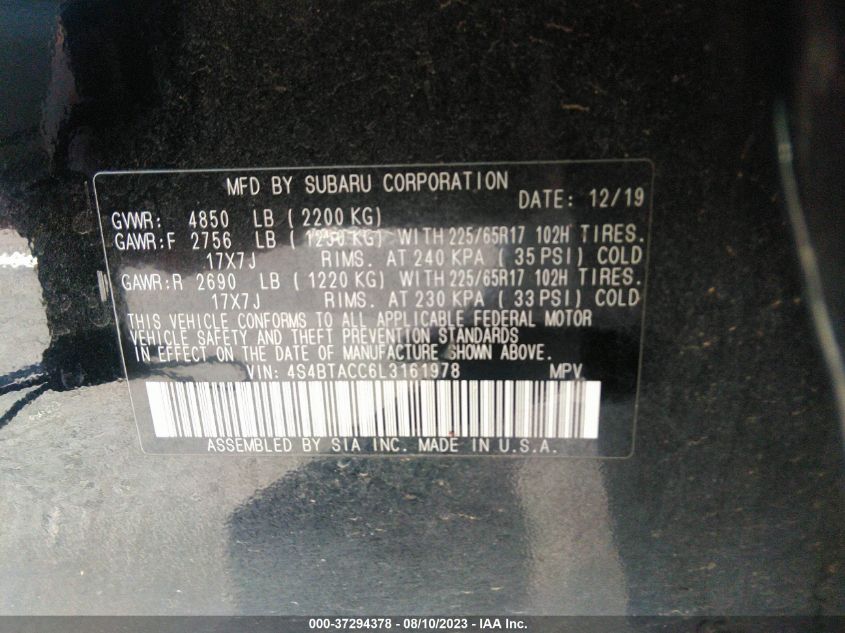 MFD BY SUBARU CORPORATION DATE: 12/19
GVWR: 4850 LB (2200 KG)
GAWR:F 2756 LB (1250 KG) WITH 225/65R17 102H TIRES.
17X7J RIMS. AT 240 KPA (35 PSI) COLD
GAWR:R 2690 LB (1220 KG) WITH 225/65R17 102H TIRES.
17X7J RIMS. AT 230 KPA (33 PSI) COLD
THIS VEHICLE CONFORMS TO ALL APPLICABLE FEDERAL MOTOR
VEHICLE SAFETY AND THEFT PREVENTION STANDARDS
IN EFFECT ON THE DATE OF MANUFACTURE SHOWN ABOVE.
VIN: 4S4BTACC6L3161978 MPV
ASSEMBLED BY SIA INC. MADE IN U.S.A.
000-37294378 - 08/10/2023 - IAA Inc.